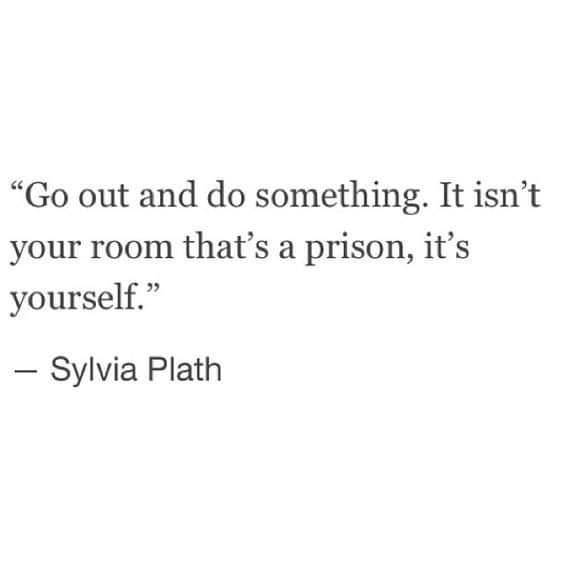 “Go out and do something. It isn’t
your room that’s a prison, it’s
yourself.”
— Sylvia Plath